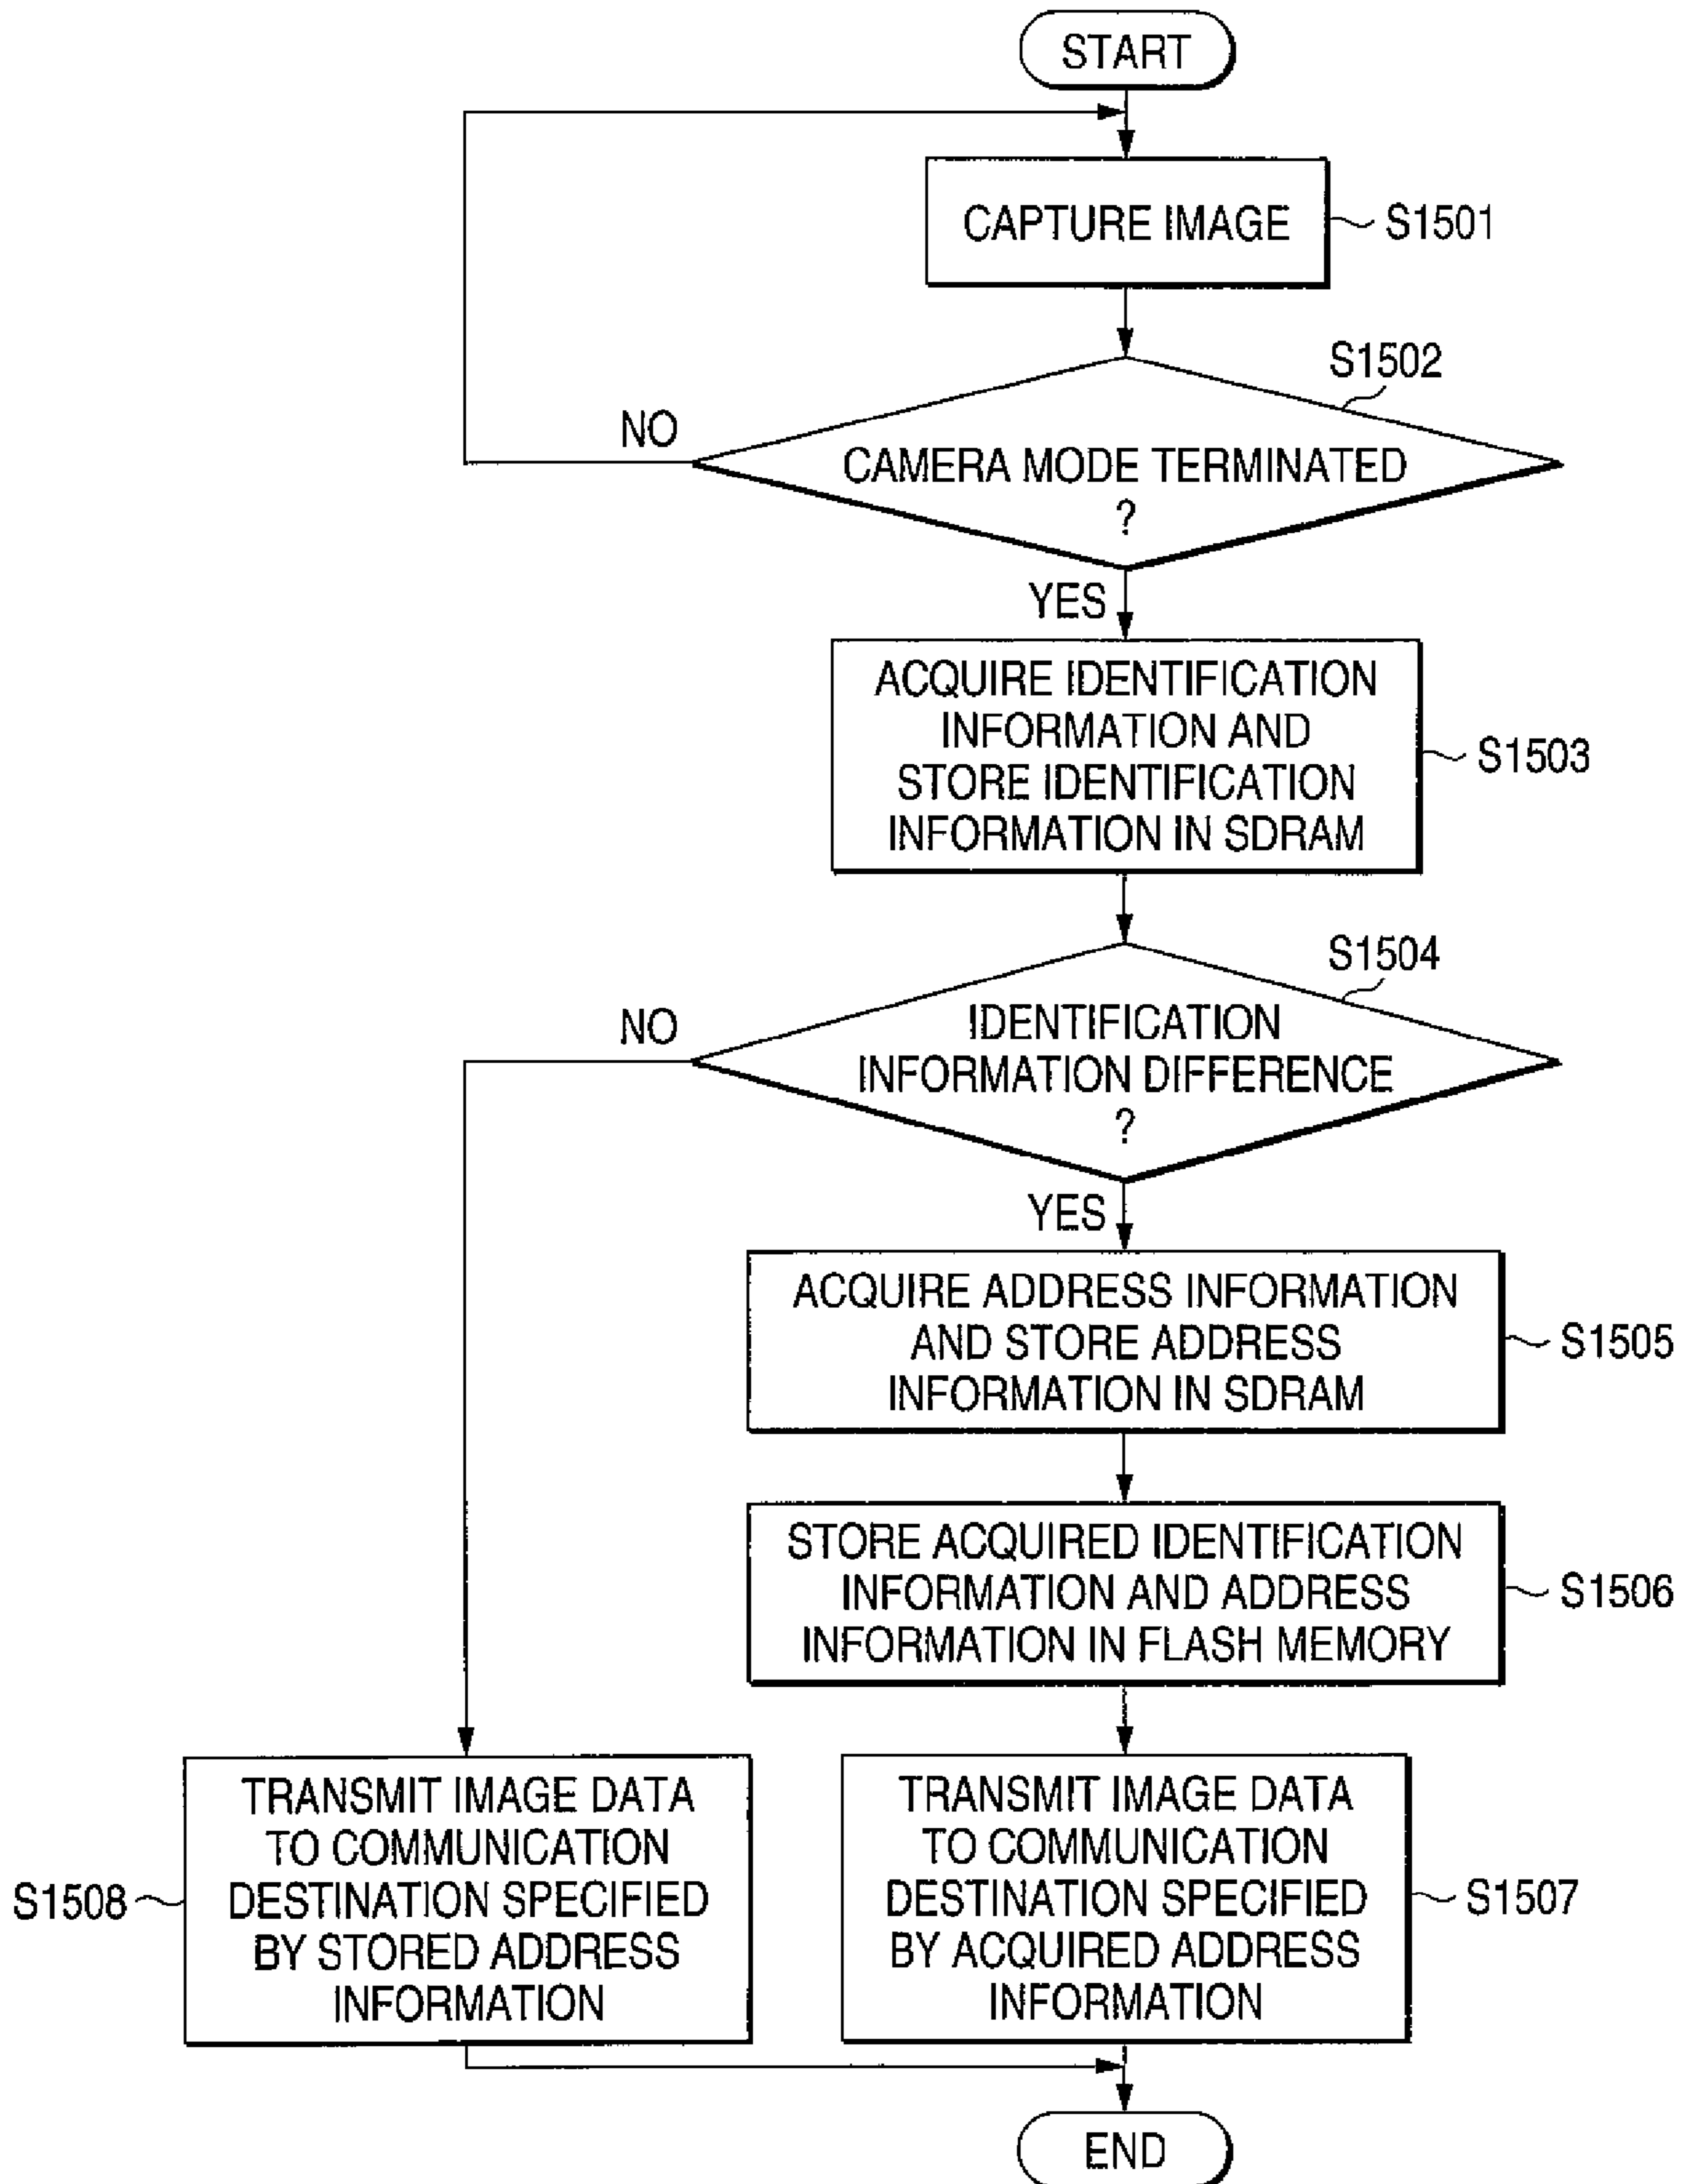 START
CAPTURE IMAGE
S1501
S1502
NO
CAMERA MODE TERMINATED
?
YES
ACQUIRE IDENTIFICATION
INFORMATION AND
STORE IDENTIFICATION
INFORMATION IN SDRAM
S1503
S1504
NO
IDENTIFICATION
INFORMATION DIFFERENCE
?
YES
ACQUIRE ADDRESS INFORMATION
AND STORE ADDRESS
INFORMATION IN SDRAM
S1505
STORE ACQUIRED IDENTIFICATION
INFORMATION AND ADDRESS
INFORMATION IN FLASH MEMORY
S1506
S1508
TRANSMIT IMAGE DATA
TO COMMUNICATION
DESTINATION SPECIFIED
BY STORED ADDRESS
INFORMATION
TRANSMIT IMAGE DATA
TO COMMUNICATION
DESTINATION SPECIFIED
BY ACQUIRED ADDRESS
INFORMATION
S1507
END